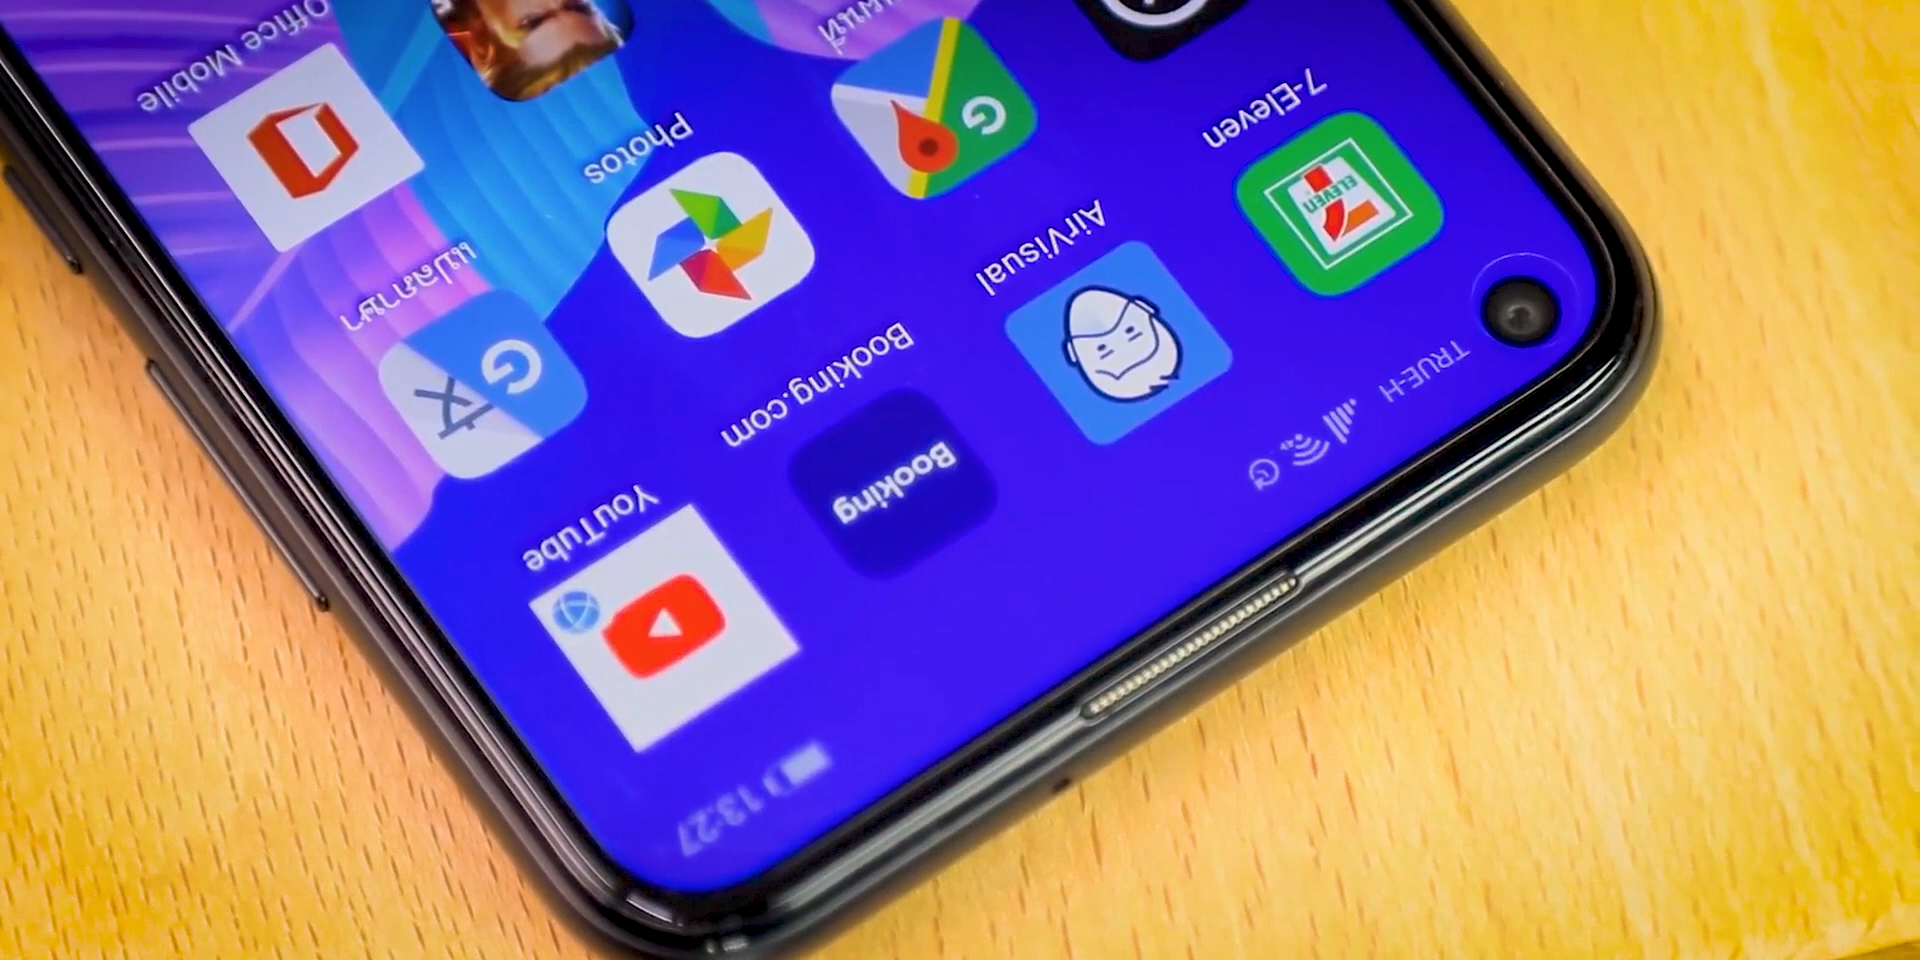 TRUE-H
13:27
ELEVEN
7-Eleven
AirVisual
Booking
Booking.com
YouTube
G
Photos
G
แปลภาษา
Office Mobile